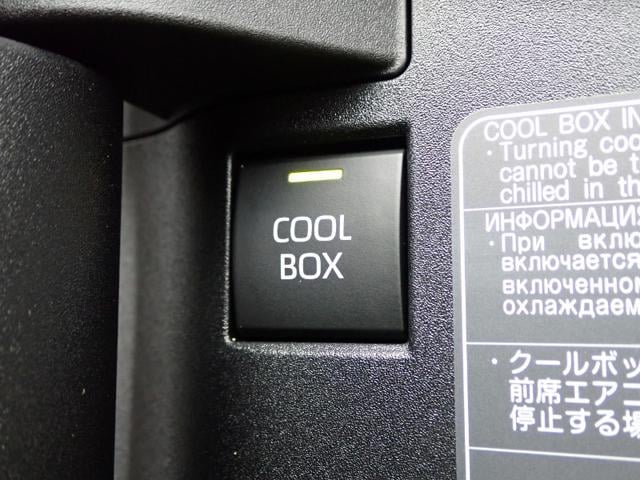 COOL
BOX
COOL BOX IN
・Turning coo
cannot be t
chilled in th
ИНФОРМАЦИ
・При вклю
включается
включенном
охлаждаем
・クールボッ
前席エアコ
停止する場